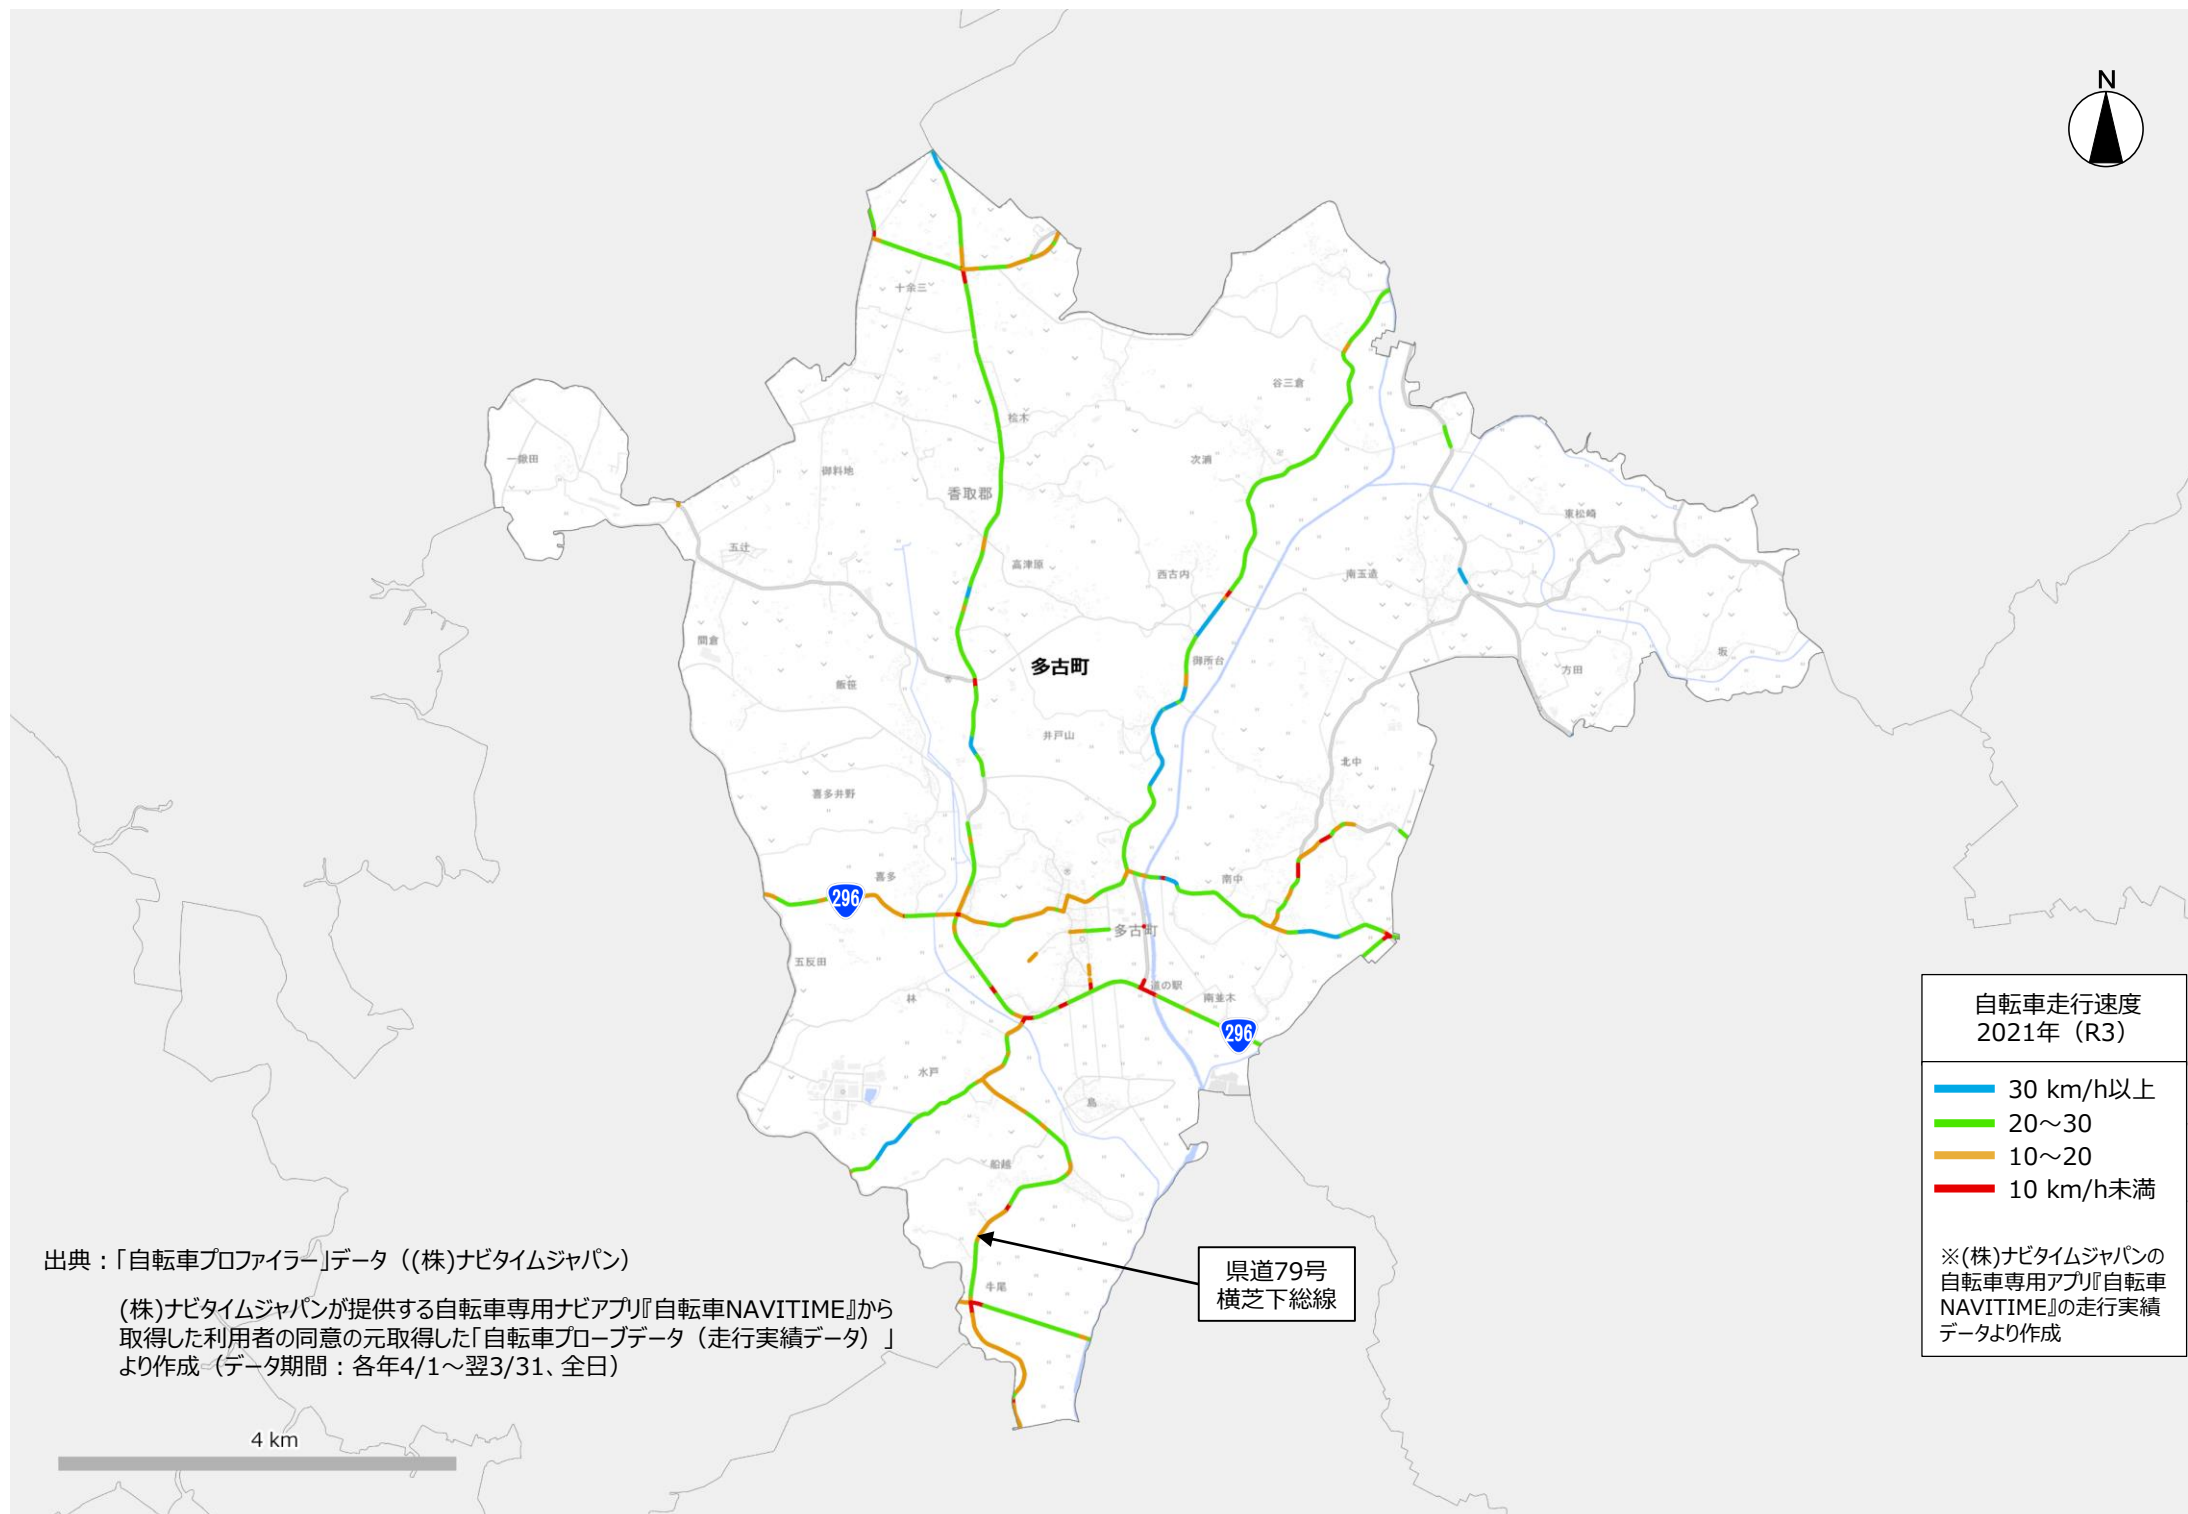 N
十余三
谷三倉
桧木
一鍬田
御料地
次浦
香取郡
東松崎
五辻
高津原
西古内
南玉造
間倉
多古町
御所台
坂
飯笹
方田
井戸山
北中
喜多井野
喜多
296
南中
多古町
五反田
林
道の駅
南並木
296
水戸
島
船越
牛尾
県道79号
横芝下総線
自転車走行速度
2021年（R3）
30 km/h以上
20～30
10～20
10 km/h未満
※(株)ナビタイムジャパンの
自転車専用アプリ『自転車
NAVITIME』の走行実績
データより作成
出典：「自転車プロファイラー」データ（(株)ナビタイムジャパン）
(株)ナビタイムジャパンが提供する自転車専用ナビアプリ『自転車NAVITIME』から
取得した利用者の同意の元取得した「自転車プローブデータ（走行実績データ）」
より作成（データ期間：各年4/1～翌3/31、全日）
4 km